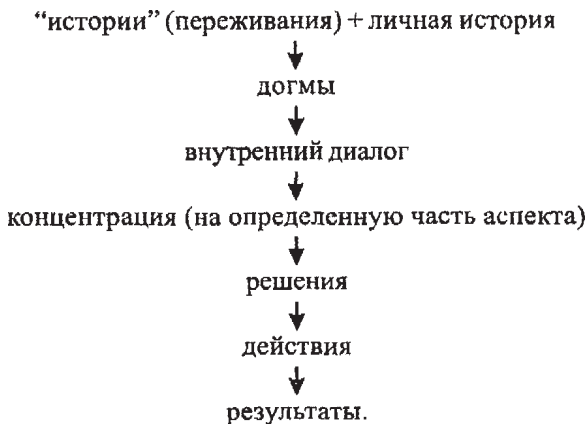 “истории” (переживания) + личная история
догмы
внутренний диалог
концентрация (на определенную часть аспекта)
решения
действия
результаты.